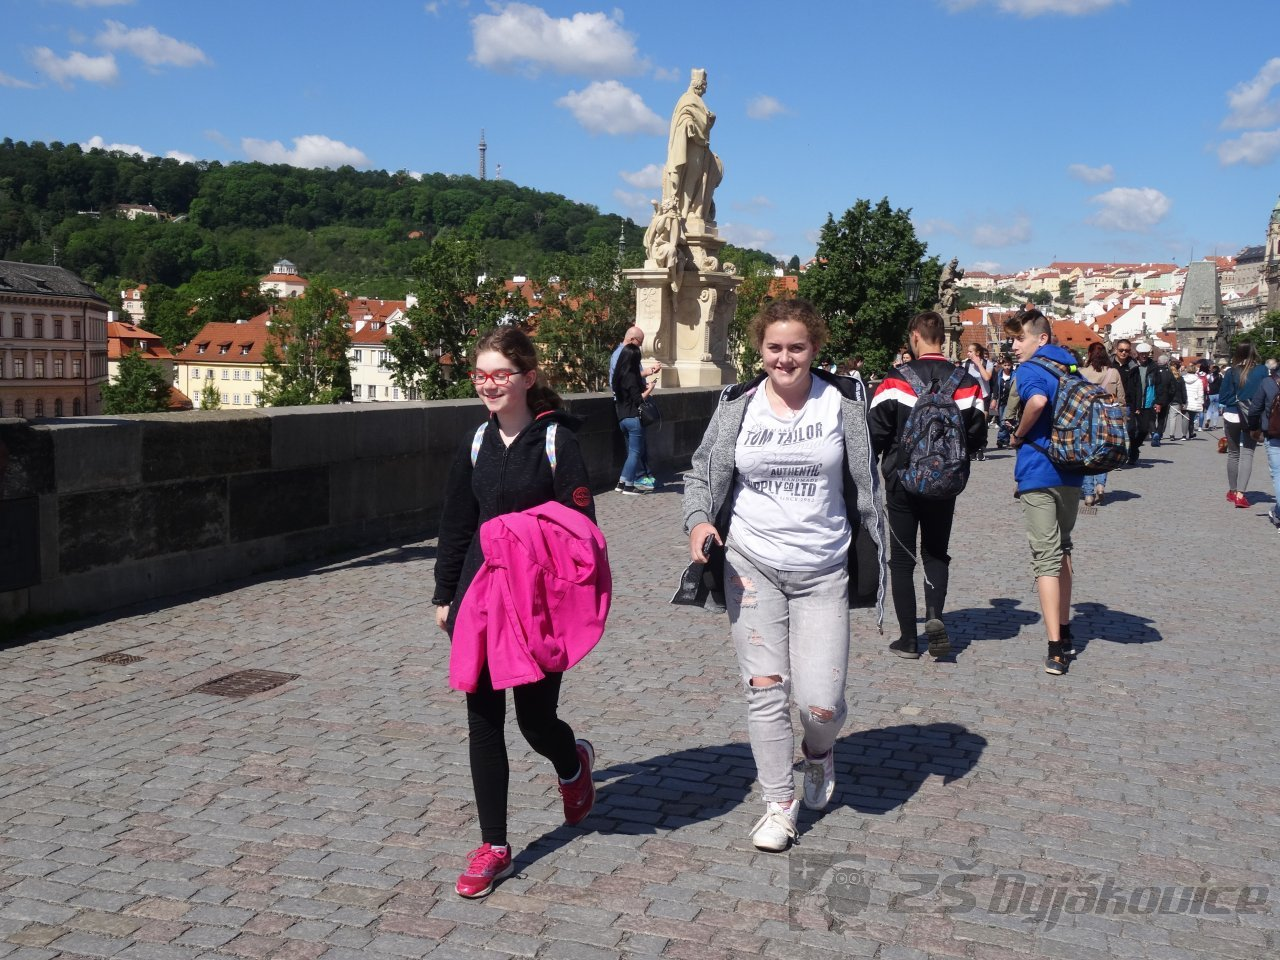 TOM TAILOR
AUTHENTIC
SUPPLY CO LTD
ZŠ Dyjákovice